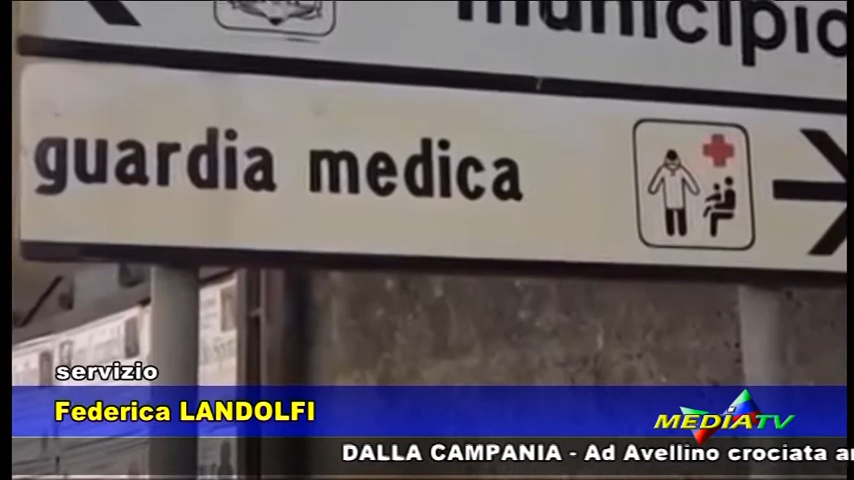 municipio
guardia medica
servizio
Federica LANDOLFI
MEDIATV
DALLA CAMPANIA - Ad Avellino crociata